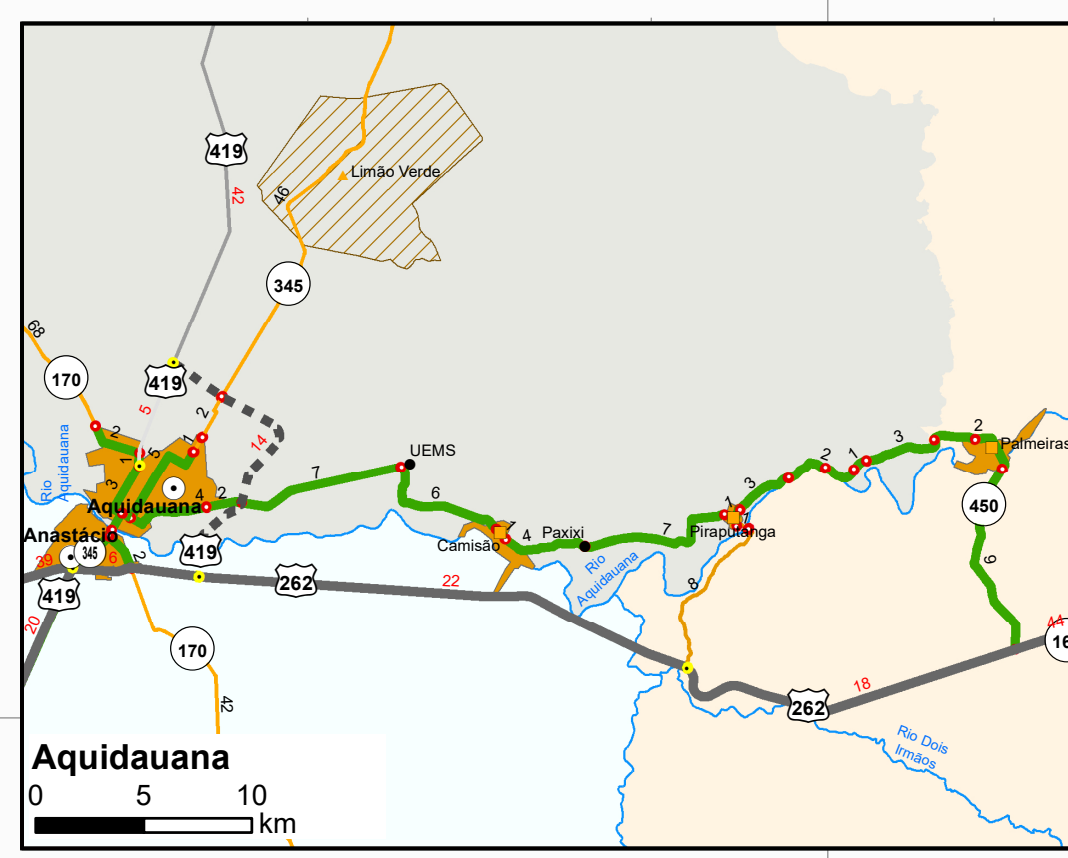 419
42
46
Limão Verde
345
68
170
419
5
2
14
2
1
5
1
3
Rio
Aquidauana
4
2
Aquidauana
7
UEMS
6
1
4
Camisão
Paxixi
7
Rio
Aquidauana
1
1
Piraputanga
3
2
1
3
2
Palmeiras
450
9
8
Anastácio
39
345
6
2
419
419
262
22
20
170
42
262
18
44
16
Rio Dois
Irmãos
Aquidauana
0 5 10
km